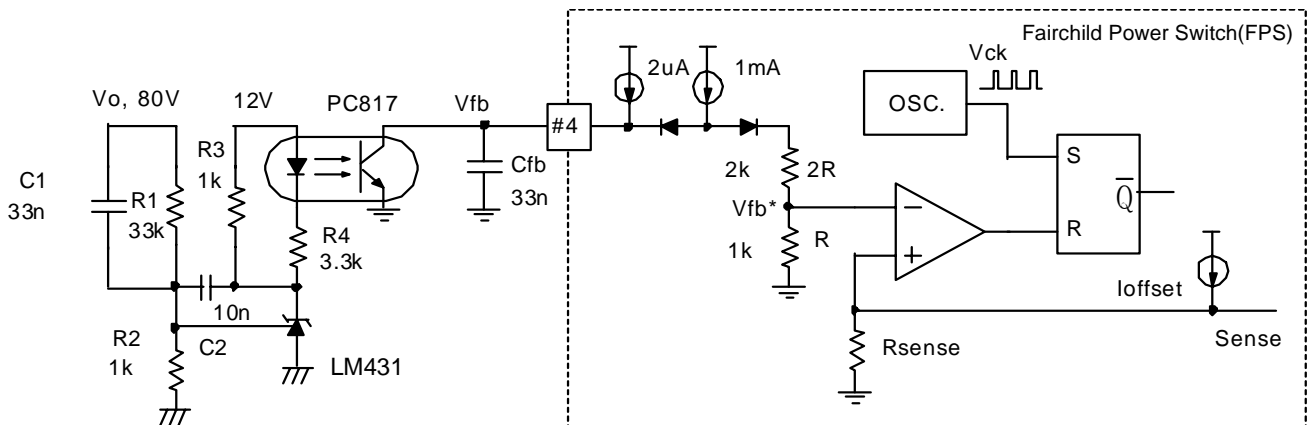 Fairchild Power Switch(FPS)
Vck
2uA
1mA
Vo, 80V
12V
PC817
Vfb
OSC.
#4
R3
1k
Cfb
33n
C1
33n
R1
33k
2k
2R
S
Q
Vfb*
R4
3.3k
1k
R
R
Ioffset
10n
R2
1k
C2
LM431
Rsense
Sense